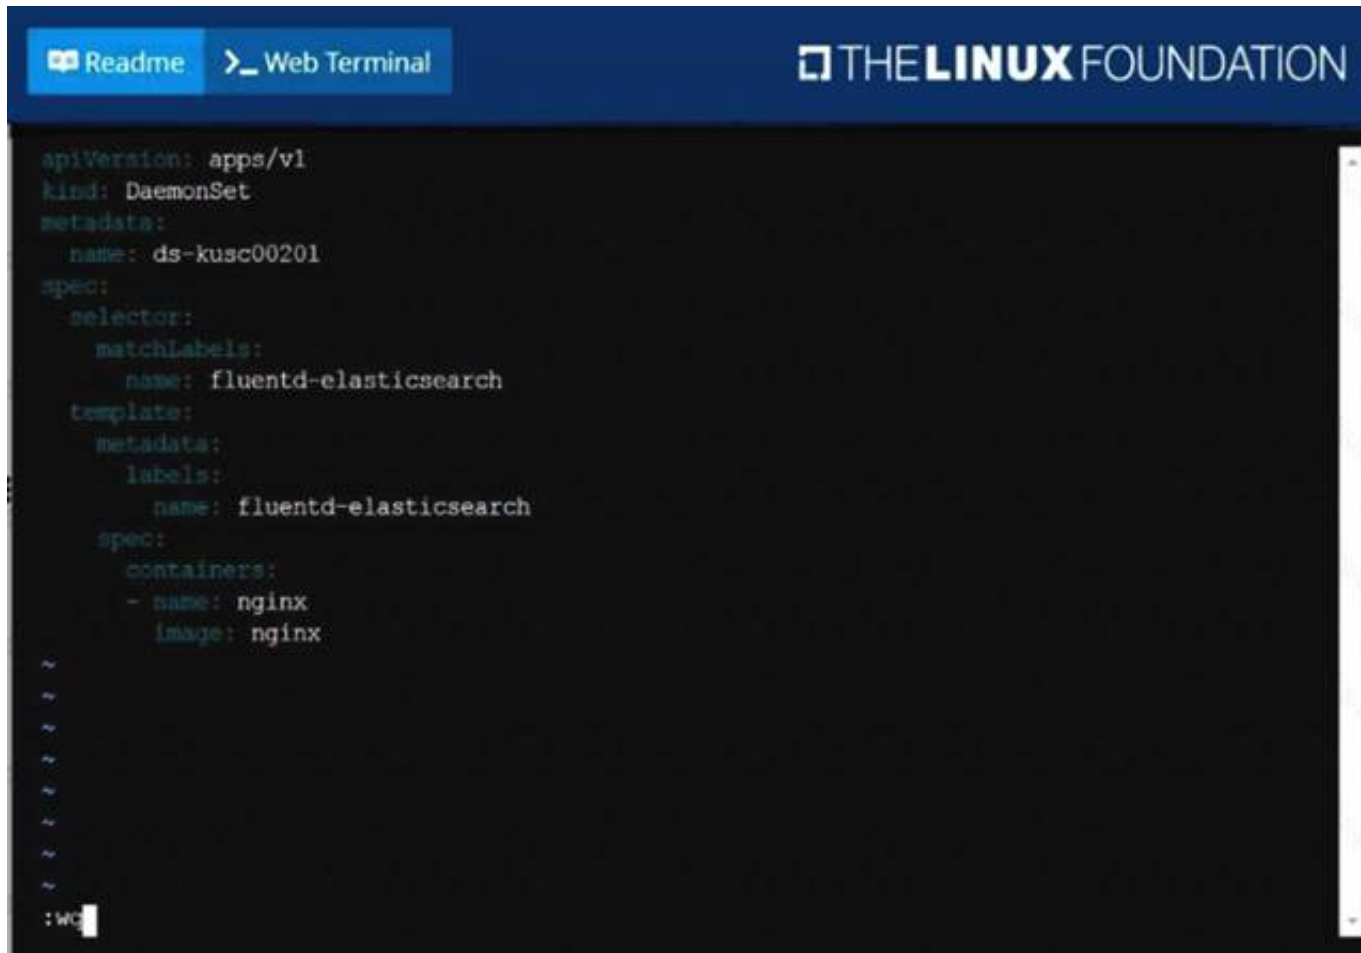 Readme >_ Web Terminal THE LINUX FOUNDATION
apiVersion: apps/v1
kind: DaemonSet
metadata:
  name: ds-kusc00201
spec:
  selector:
    matchLabels:
      name: fluentd-elasticsearch
  template:
    metadata:
      labels:
        name: fluentd-elasticsearch
    spec:
      containers:
      - name: nginx
        image: nginx
~
~
~
~
~
~
~
~
:wq